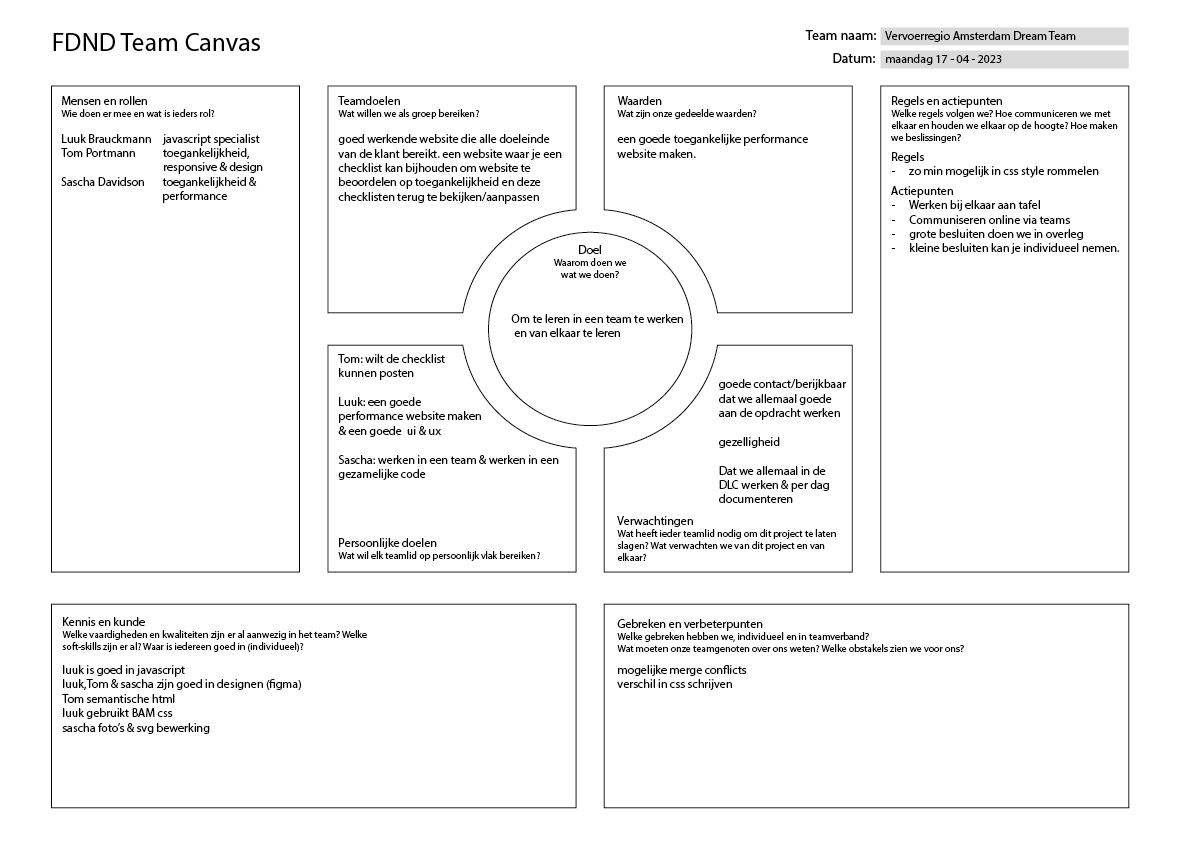 FDND Team Canvas
Team naam: Vervoerregio Amsterdam Dream Team
Datum: maandag 17 - 04 - 2023
Mensen en rollen
Wie doen er mee en wat is ieders rol?
Luuk Brauckmann javascript specialist
Tom Portmann toegankelijkheid,
responsive & design
Sascha Davidson toegankelijkheid &
performance
Teamdoelen
Wat willen we als groep bereiken?
goed werkende website die alle doeleinde
van de klant bereikt. een website waar je een
checklist kan bijhouden om website te
beoordelen op toegankelijkheid en deze
checklisten terug te bekijken/aanpassen
Waarden
Wat zijn onze gedeelde waarden?
een goede toegankelijke performance
website maken.
Regels en actiepunten
Welke regels volgen we? Hoe communiceren we met
elkaar en houden we elkaar op de hoogte? Hoe maken
we beslissingen?
Regels
- zo min mogelijk in css style rommelen
Actiepunten
- Werken bij elkaar aan tafel
- Communiseren online via teams
- grote besluiten doen we in overleg
- kleine besluiten kan je individueel nemen.
Doel
Waarom doen we
wat we doen?
Om te leren in een team te werken
en van elkaar te leren
Tom: wilt de checklist
kunnen posten
Luuk: een goede
performance website maken
& een goede ui & ux
Sascha: werken in een team & werken in een
gezamelijke code
Persoonlijke doelen
Wat wil elk teamlid op persoonlijk vlak bereiken?
goede contact/berijkbaar
dat we allemaal goede
aan de opdracht werken
gezelligheid
Dat we allemaal in de
DLC werken & per dag
documenteren
Verwachtingen
Wat heeft ieder teamlid nodig om dit project te laten
slagen? Wat verwachten we van dit project en van
elkaar?
Kennis en kunde
Welke vaardigheden en kwaliteiten zijn er al aanwezig in het team? Welke
soft-skills zijn er al? Waar is iedereen goed in (individueel)?
luuk is goed in javascript
luuk,Tom & sascha zijn goed in designen (figma)
Tom semantische html
luuk gebruikt BAM css
sascha foto's & svg bewerking
Gebreken en verbeterpunten
Welke gebreken hebben we, individueel en in teamverband?
Wat moeten onze teamgenoten over ons weten? Welke obstakels zien we voor ons?
mogelijke merge conflicts
verschil in css schrijven